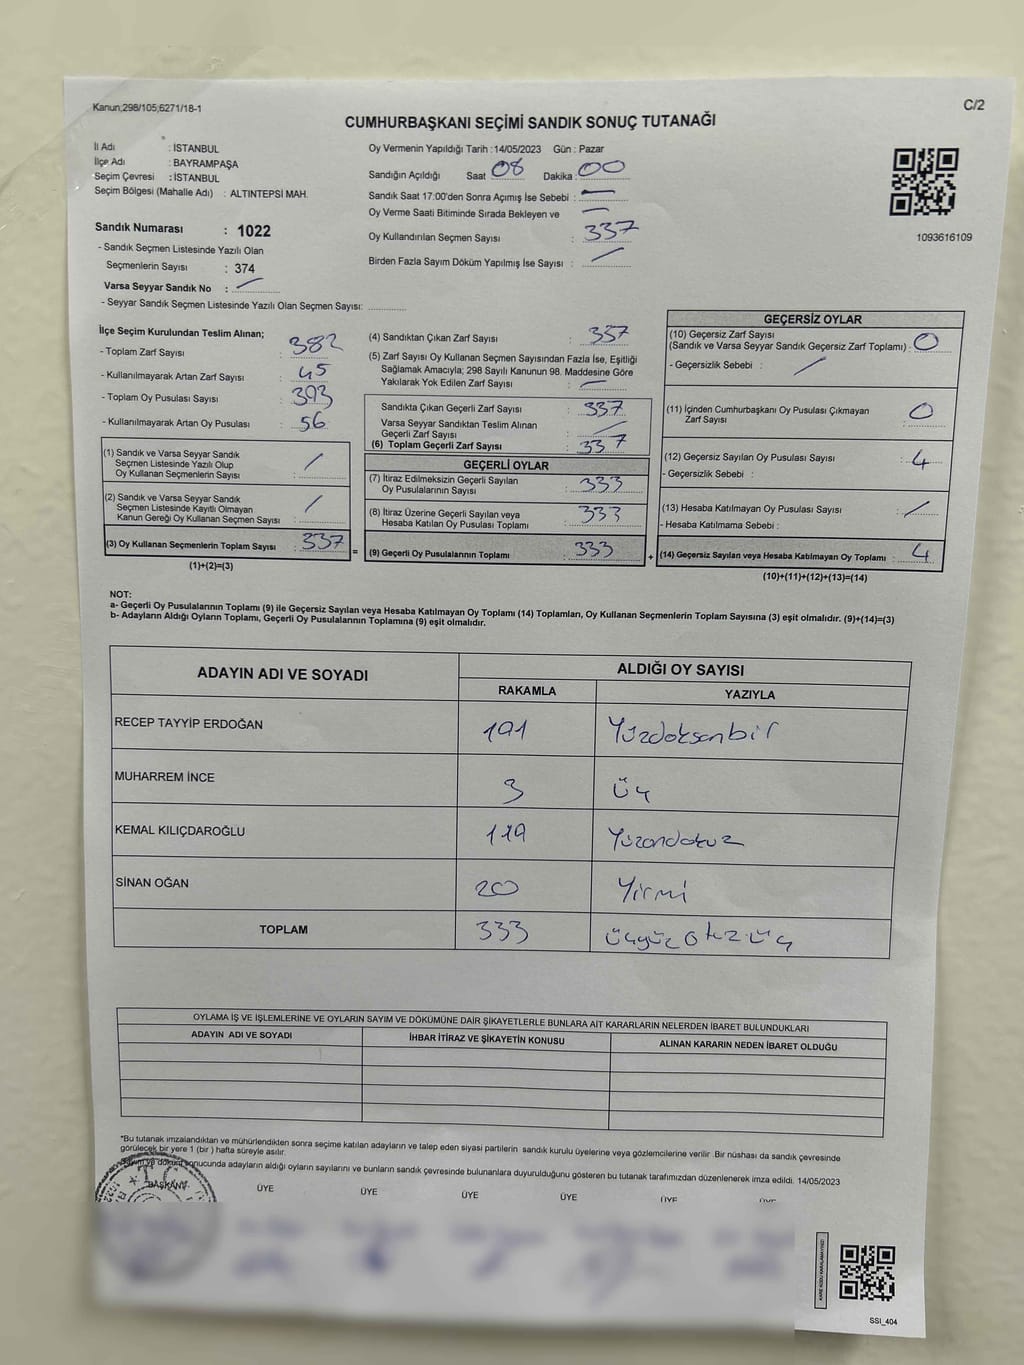 Kanun;298/105,6271/18-1
C/2
CUMHURBAŞKANI SEÇİMİ SANDIK SONUÇ TUTANAĞI
İl Adı : İSTANBUL
İlçe Adı : BAYRAMPAŞA
Seçim Çevresi : İSTANBUL
Seçim Bölgesi (Mahalle Adı) : ALTINTEPSİ MAH.
Sandık Numarası : 1022
- Sandık Seçmen Listesinde Yazılı Olan
Seçmenlerin Sayısı : 374
Varsa Seyyar Sandık No :
- Seyyar Sandık Seçmen Listesinde Yazılı Olan Seçmen Sayısı:
Oy Vermenin Yapıldığı Tarih :14/05/2023 Gün : Pazar
Sandığın Açıldığı Saat 08 Dakika : 00
Sandık Saat 17:00'den Sonra Açımış İse Sebebi :
Oy Verme Saati Bitiminde Sırada Bekleyen ve
Oy Kullandırılan Seçmen Sayısı : 337
Birden Fazla Sayım Döküm Yapılmış İse Sayısı :
1093616109
İlçe Seçim Kurulundan Teslim Alınan;
- Toplam Zarf Sayısı : 382
- Kullanılmayarak Artan Zarf Sayısı : 45
- Toplam Oy Pusulası Sayısı : 393
- Kullanılmayarak Artan Oy Pusulası : 56
(1) Sandık ve Varsa Seyyar Sandık
Seçmen Listesinde Yazılı Olup
Oy Kullanan Seçmenlerin Sayısı :
(2) Sandık ve Varsa Seyyar Sandık
Seçmen Listesinde Kayıtlı Olmayan
Kanun Gereği Oy Kullanan Seçmen Sayısı :
(3) Oy Kullanan Seçmenlerin Toplam Sayısı : 337
(1)+(2)=(3)
=
(4) Sandıktan Çıkan Zarf Sayısı : 337
(5) Zarf Sayısı Oy Kullanan Seçmen Sayısından Fazla İse, Eşitliği
Sağlamak Amacıyla; 298 Sayılı Kanunun 98. Maddesine Göre
Yakılarak Yok Edilen Zarf Sayısı :
Sandıkta Çıkan Geçerli Zarf Sayısı : 337
Varsa Seyyar Sandıktan Teslim Alınan
Geçerli Zarf Sayısı :
(6) Toplam Geçerli Zarf Sayısı : 337
GEÇERLİ OYLAR
(7) İtiraz Edilmeksizin Geçerli Sayılan
Oy Pusulalarının Sayısı : 333
(8) İtiraz Üzerine Geçerli Sayılan veya
Hesaba Katılan Oy Pusulası Toplamı : 333
(9) Geçerli Oy Pusulalarının Toplamı : 333
+
GEÇERSİZ OYLAR
(10) Geçersiz Zarf Sayısı
(Sandık ve Varsa Seyyar Sandık Geçersiz Zarf Toplamı) : 0
- Geçersizlik Sebebi :
(11) İçinden Cumhurbaşkanı Oy Pusulası Çıkmayan
Zarf Sayısı : 0
(12) Geçersiz Sayılan Oy Pusulası Sayısı : 4
- Geçersizlik Sebebi :
(13) Hesaba Katılmayan Oy Pusulası Sayısı :
- Hesaba Katılmama Sebebi :
(14) Geçersiz Sayılan veya Hesaba Katılmayan Oy Toplamı : 4
(10)+(11)+(12)+(13)=(14)
NOT:
a- Geçerli Oy Pusulalarının Toplamı (9) ile Geçersiz Sayılan veya Hesaba Katılmayan Oy Toplamı (14) Toplamları, Oy Kullanan Seçmenlerin Toplam Sayısına (3) eşit olmalıdır. (9)+(14)=(3)
b- Adayların Aldığı Oyların Toplamı, Geçerli Oy Pusulalarının Toplamına (9) eşit olmalıdır.
ADAYIN ADI VE SOYADI
ALDIĞI OY SAYISI
RAKAMLA YAZIYLA
RECEP TAYYİP ERDOĞAN 191 Yüzdoksanbir
MUHARREM İNCE 3 Üç
KEMAL KILIÇDAROĞLU 119 Yüzondokuz
SİNAN OĞAN 20 Yirmi
TOPLAM 333 Üçyüz otuz üç
OYLAMA İŞ VE İŞLEMLERİNE VE OYLARIN SAYIM VE DÖKÜMÜNE DAİR ŞİKAYETLERLE BUNLARA AİT KARARLARIN NELERDEN İBARET BULUNDUKLARI
ADAYIN ADI VE SOYADI İHBAR İTİRAZ VE ŞİKAYETİN KONUSU ALINAN KARARIN NEDEN İBARET OLDUĞU
*Bu tutanak imzalandıktan ve mühürlendikten sonra seçime katılan adayların ve talep eden siyasi partilerin sandık kurulu üyelerine veya gözlemcilerine verilir. Bir nüshası da sandık çevresinde
görülecek bir yere 1 (bir) hafta süreyle asılır.
Sayım ve döküm sonucunda adayların aldığı oyların sayılarını ve bunların sandık çevresinde bulunanlara duyurulduğunu gösteren bu tutanak tarafımızdan düzenlenerek imza edildi. 14/05/2023
BAŞKAN ÜYE ÜYE ÜYE ÜYE ÜYE ÜYE
T.C.
KARE KODU KARALAMAYINIZ!
SSI_404